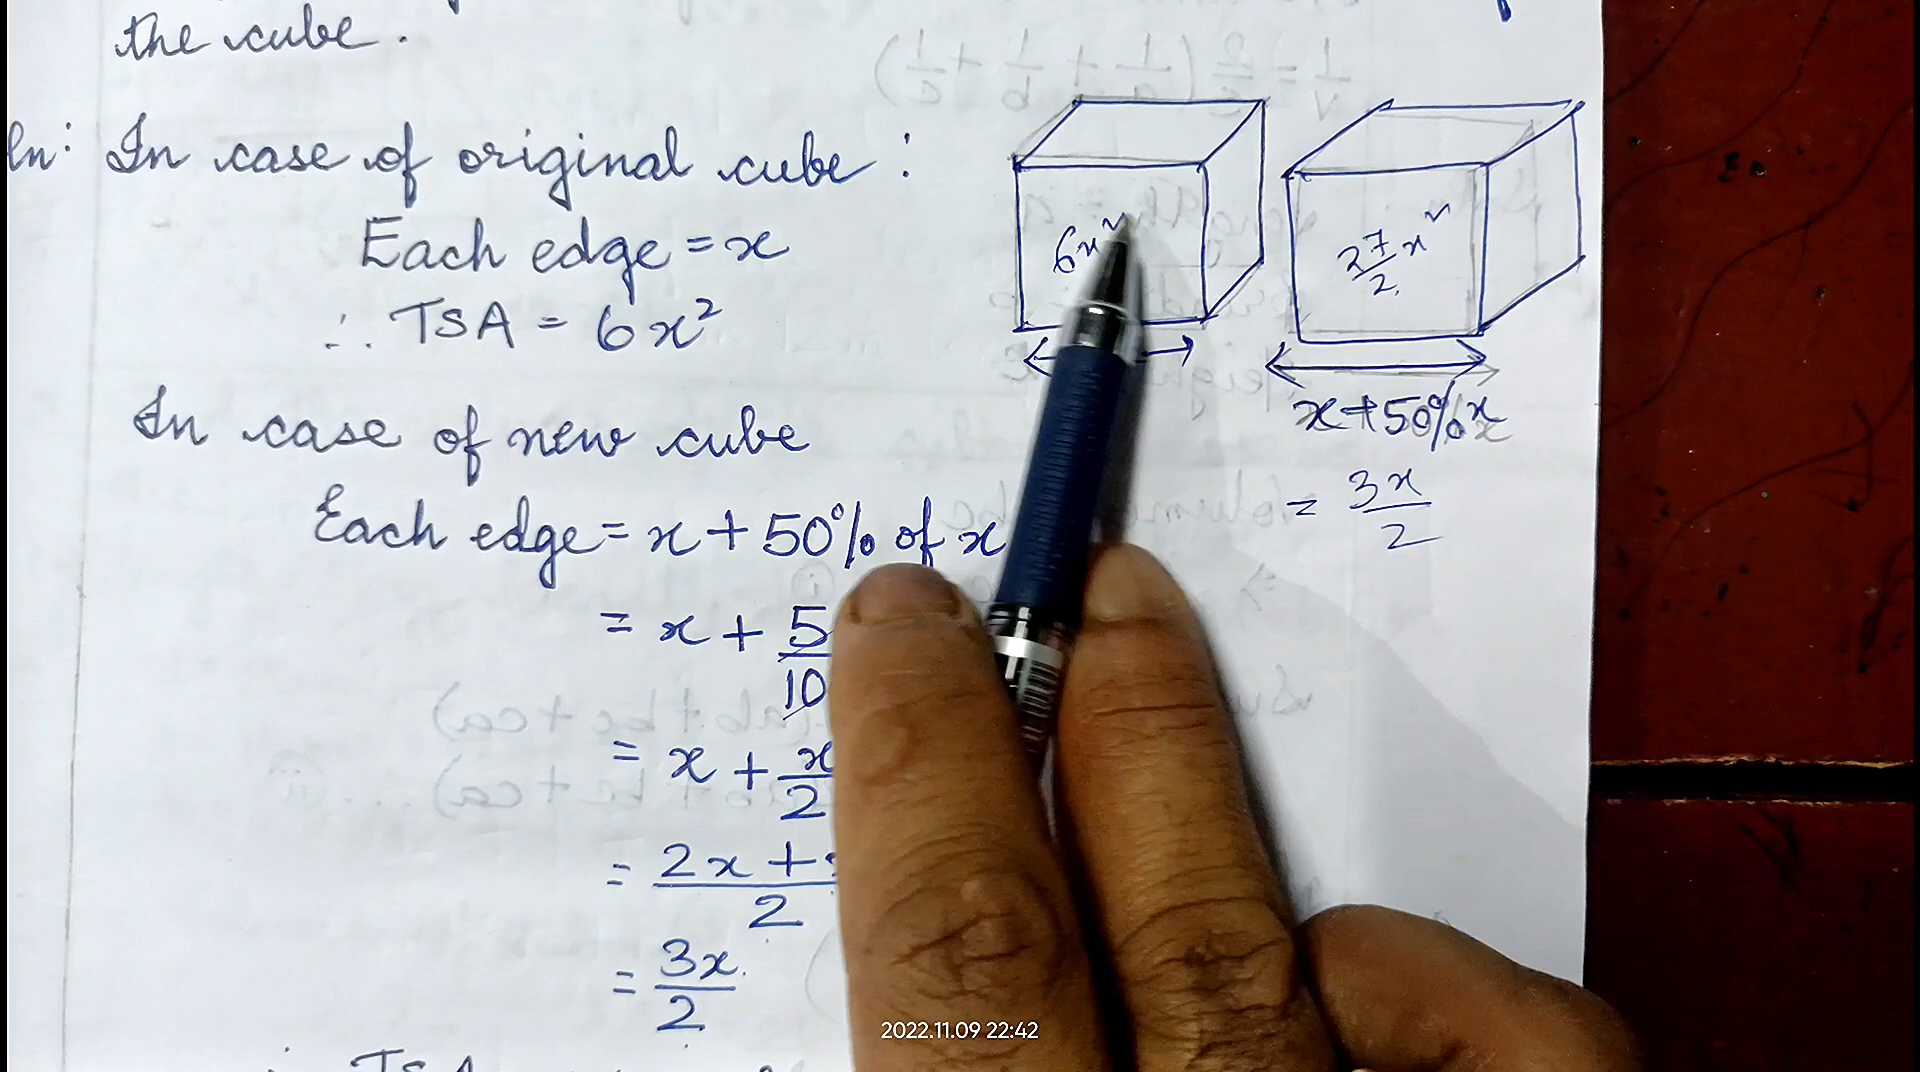 the cube.
ln: In case of original cube:
Each edge = x
∴ TSA = 6x²
In case of new cube
Each edge = x + 50% of x
= x + 5
10
= x + x
2
= 2x +
2
= 3x
2
TSA
6x²
27
2 x²
x + 50% x
= 3x
2
2022.11.09 22:42